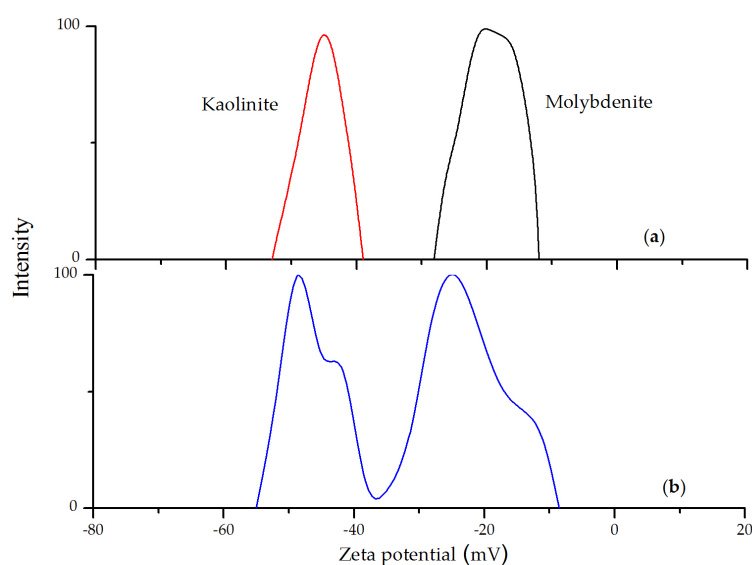 100
Kaolinite
Molybdenite
(a)
0
Intensity
100
(b)
0
-80
-60
-40
-20
0
20
Zeta potential (mV)